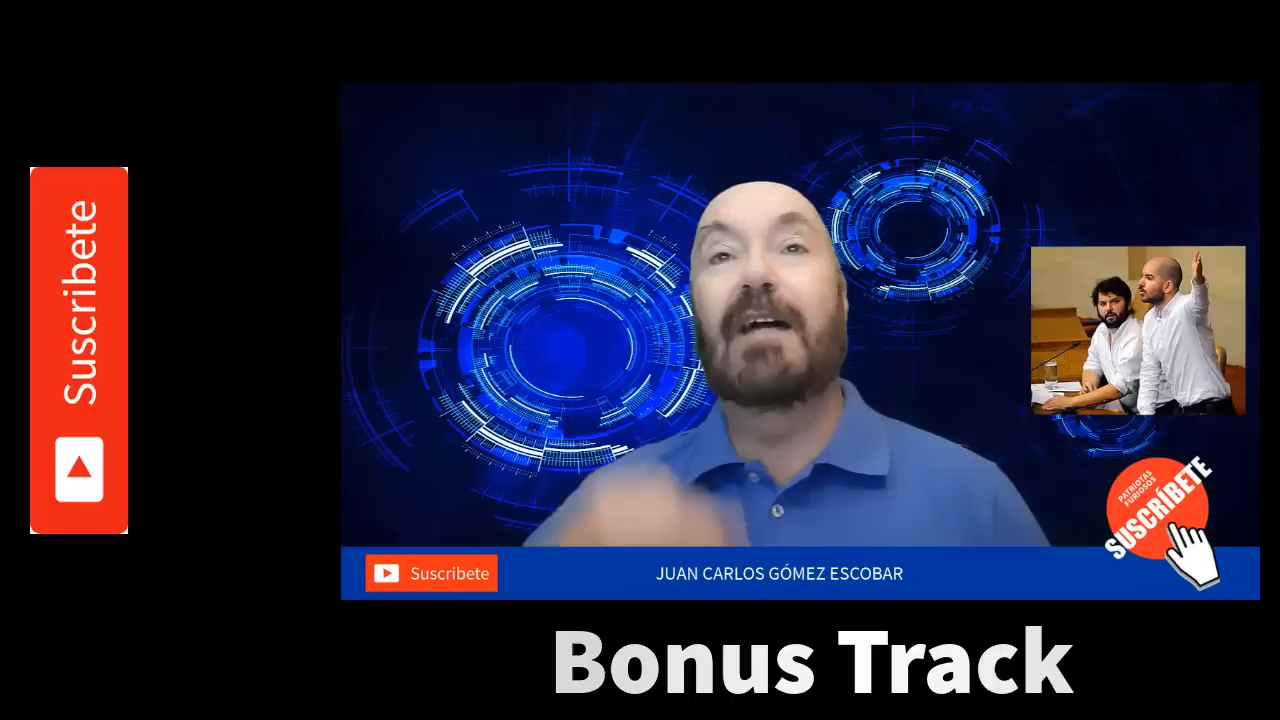 Suscribete
PATRIOTAS
FURIOSOS
SUSCRÍBETE
Suscribete
JUAN CARLOS GÓMEZ ESCOBAR
Bonus Track